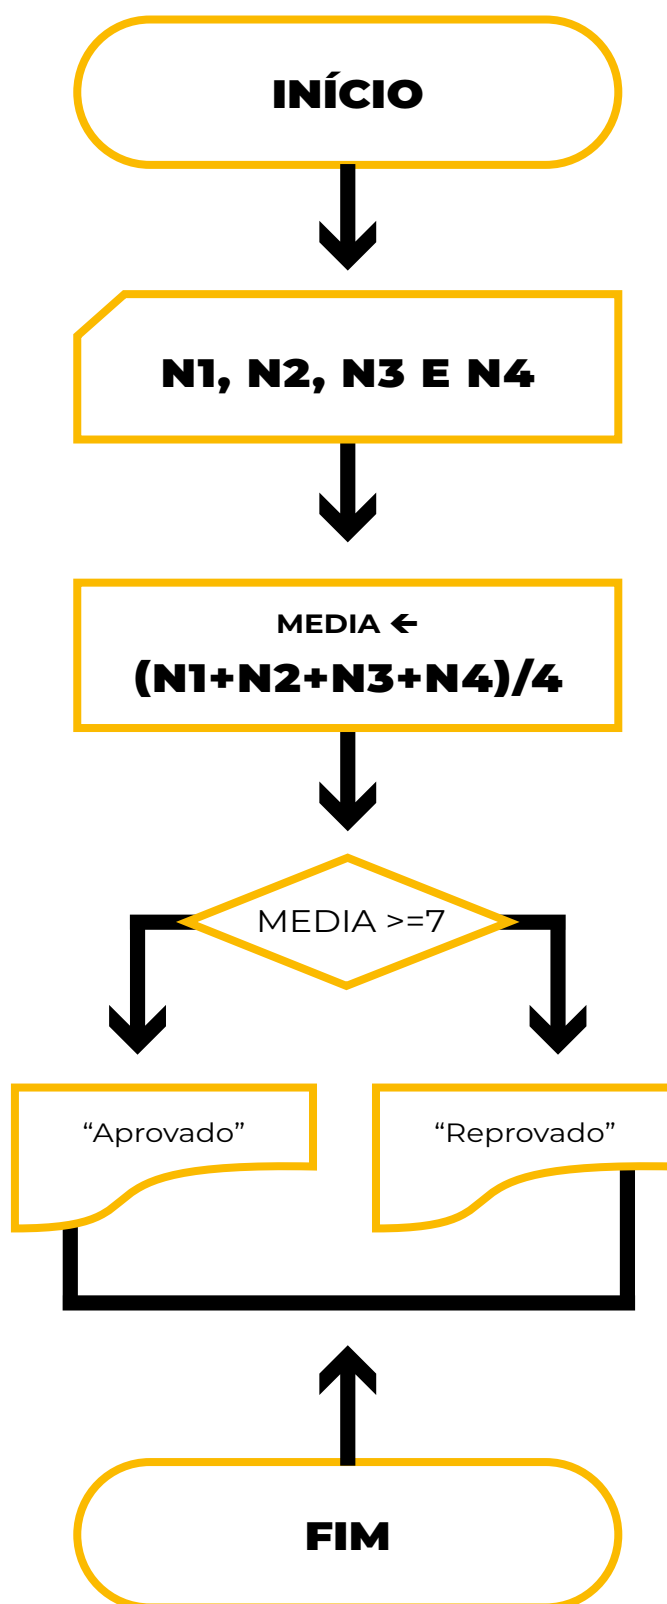 INÍCIO
N1, N2, N3 E N4
MEDIA ←
(N1+N2+N3+N4)/4
MEDIA >=7
“Aprovado”
“Reprovado”
FIM